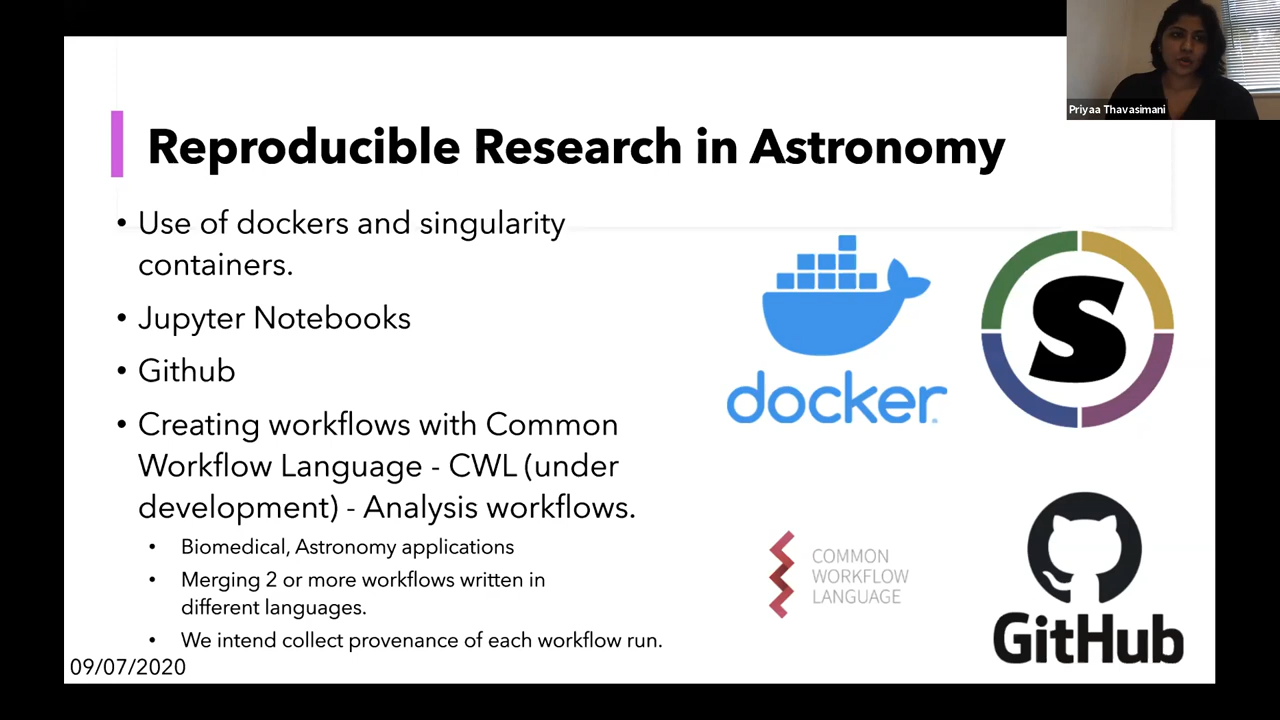 Priyaa Thavasimani
Reproducible Research in Astronomy
• Use of dockers and singularity
containers.
• Jupyter Notebooks
• Github
• Creating workflows with Common
Workflow Language - CWL (under
development) - Analysis workflows.
• Biomedical, Astronomy applications
• Merging 2 or more workflows written in
different languages.
• We intend collect provenance of each workflow run.
09/07/2020
docker
S
COMMON
WORKFLOW
LANGUAGE
GitHub